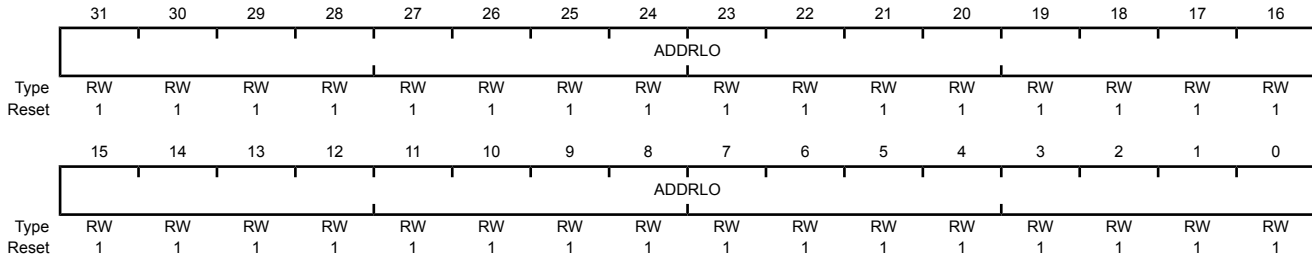 31 30 29 28 27 26 25 24 23 22 21 20 19 18 17 16
ADDRLO
Type RW RW RW RW RW RW RW RW RW RW RW RW RW RW RW RW
Reset 1 1 1 1 1 1 1 1 1 1 1 1 1 1 1 1
15 14 13 12 11 10 9 8 7 6 5 4 3 2 1 0
ADDRLO
Type RW RW RW RW RW RW RW RW RW RW RW RW RW RW RW RW
Reset 1 1 1 1 1 1 1 1 1 1 1 1 1 1 1 1